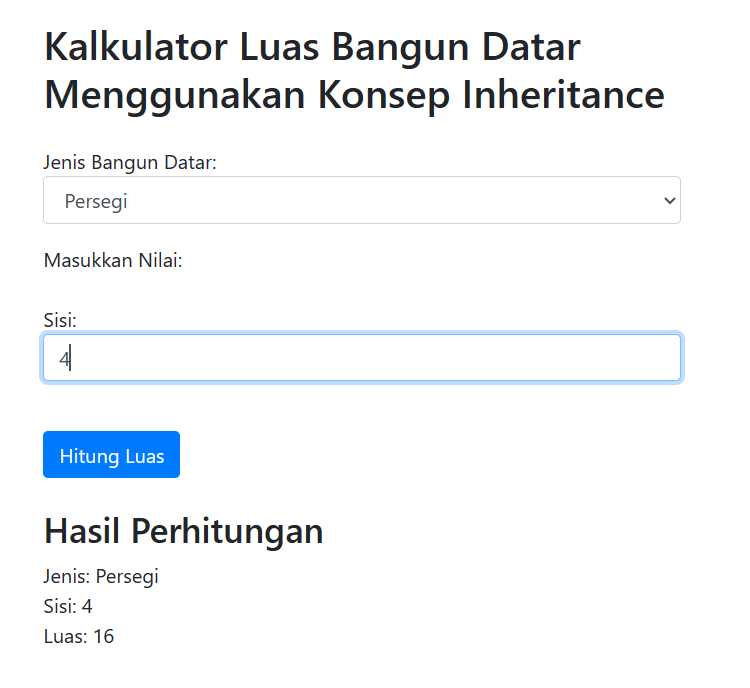 Kalkulator Luas Bangun Datar
Menggunakan Konsep Inheritance
Jenis Bangun Datar:
Persegi
Masukkan Nilai:
Sisi:
4
Hitung Luas
Hasil Perhitungan
Jenis: Persegi
Sisi: 4
Luas: 16